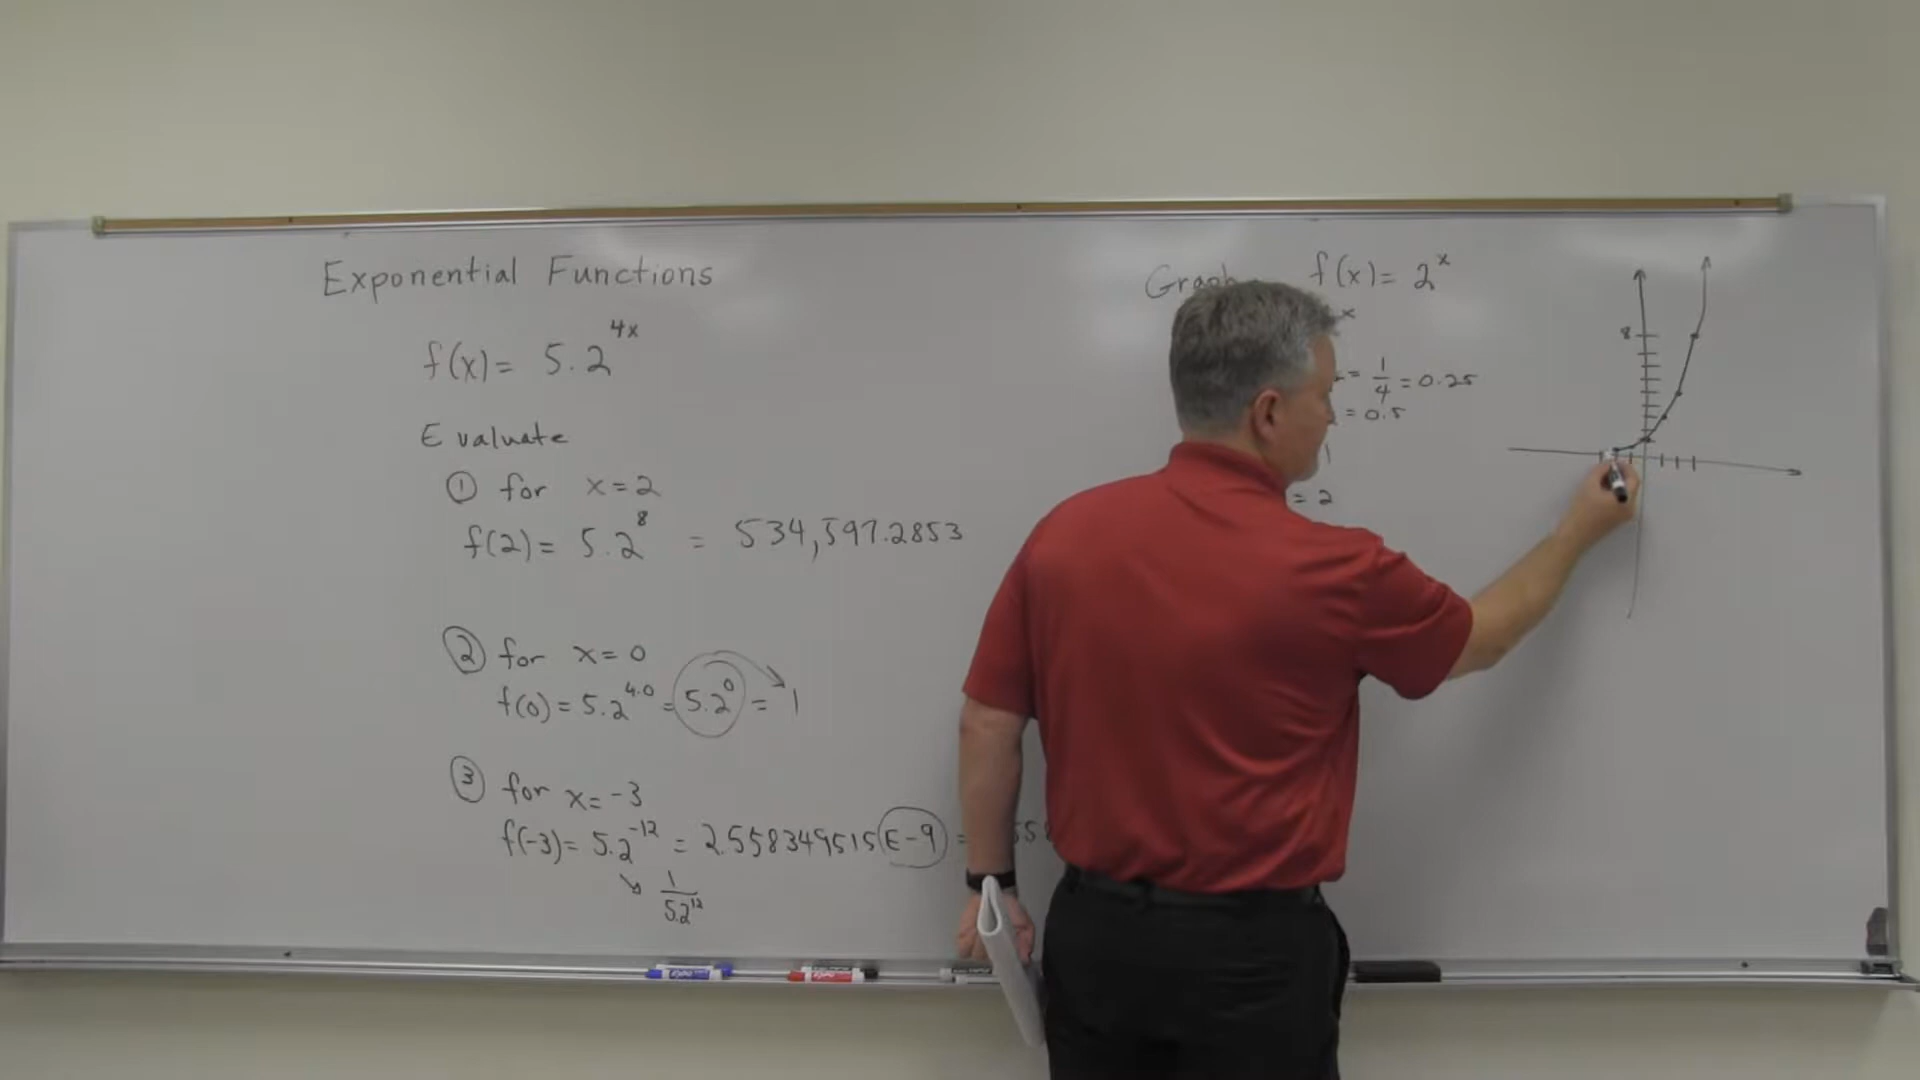 Exponential Functions
f(x) = 5.2^4x
Evaluate
① for x = 2
f(2) = 5.2^8 = 534,597.2853
② for x = 0
f(0) = 5.2^4.0 = 5.2^0 = 1
③ for x = -3
f(-3) = 5.2^-12 = 2.558349515 E-9 =
1/5.2^12
Graph f(x) = 2^x
x
= 1/4 = 0.25
= 0.5
1
= 2
8